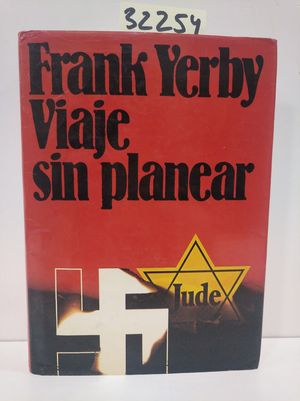 32254
Frank Yerby
Viaje
sin planear
Jude